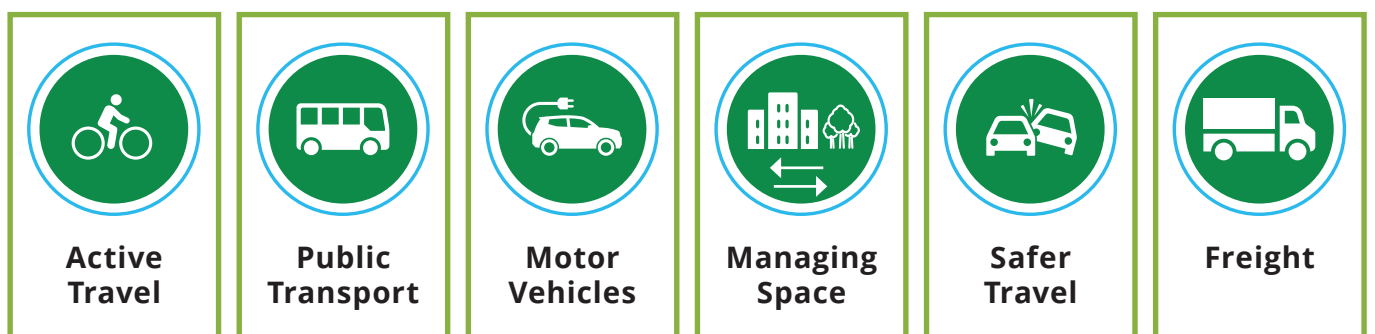 Active
Travel
Public
Transport
Motor
Vehicles
Managing
Space
Safer
Travel
Freight